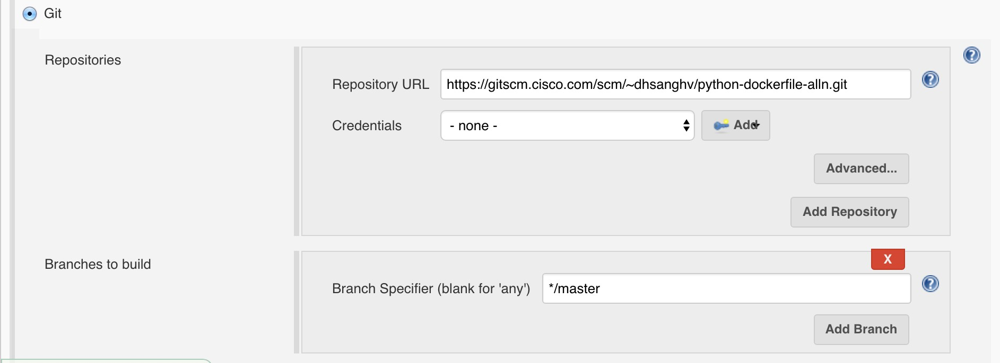 Git
Repositories
Repository URL https://gitscm.cisco.com/scm/~dhsanghv/python-dockerfile-alln.git
Credentials - none - Add
Advanced...
Add Repository
Branches to build
X
Branch Specifier (blank for 'any') */master
Add Branch